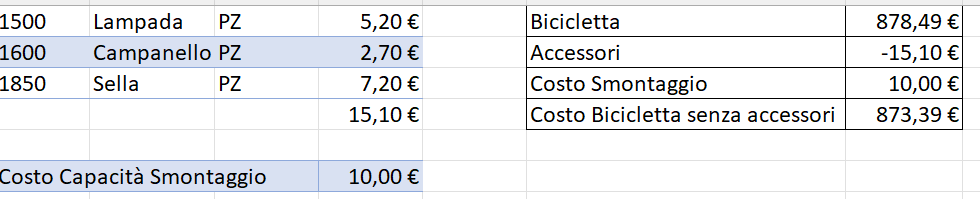 1500 Lampada PZ 5,20 €
1600 Campanello PZ 2,70 €
1850 Sella PZ 7,20 €
15,10 €
Costo Capacità Smontaggio 10,00 €
Bicicletta 878,49 €
Accessori -15,10 €
Costo Smontaggio 10,00 €
Costo Bicicletta senza accessori 873,39 €